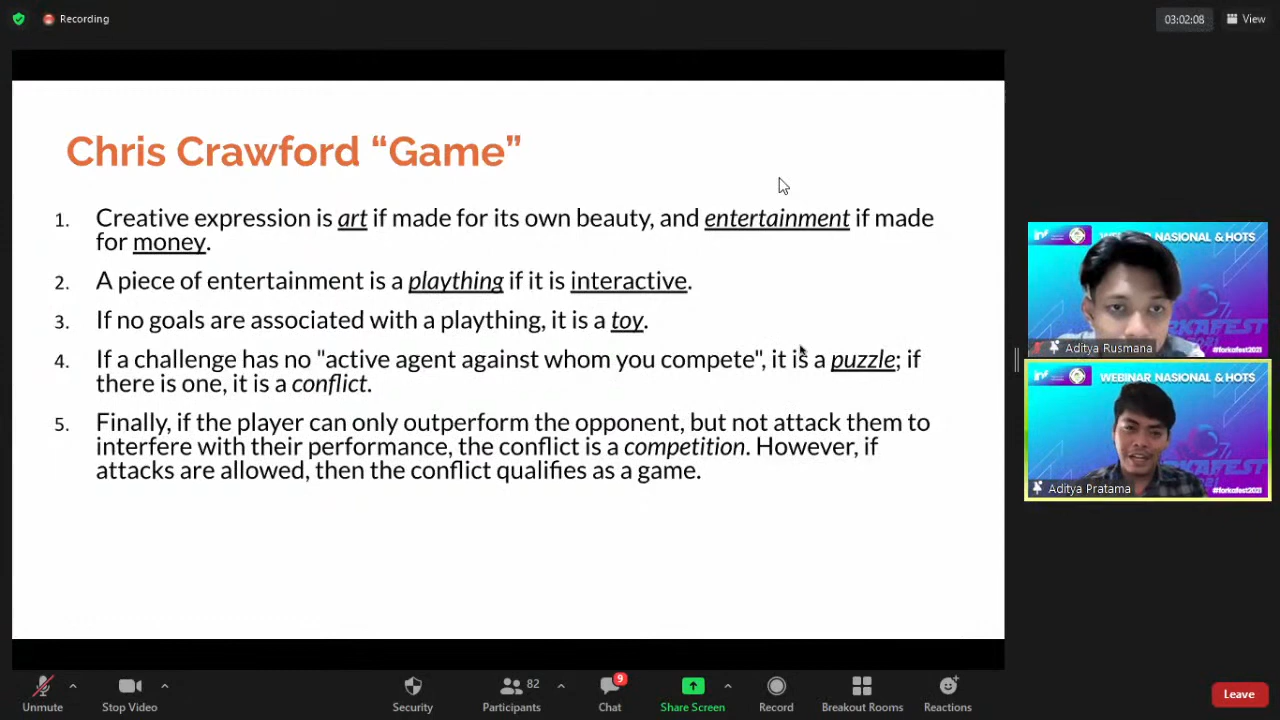 Recording
03:02:08
View
Chris Crawford “Game”
1. Creative expression is art if made for its own beauty, and entertainment if made
for money.
2. A piece of entertainment is a plaything if it is interactive.
3. If no goals are associated with a plaything, it is a toy.
4. If a challenge has no "active agent against whom you compete", it is a puzzle; if
there is one, it is a conflict.
5. Finally, if the player can only outperform the opponent, but not attack them to
interfere with their performance, the conflict is a competition. However, if
attacks are allowed, then the conflict qualifies as a game.
NASIONAL & HOTS
#forkafest2021
Aditya Rusmana
WEBINAR NASIONAL & HOTS
#forkafest2021
Aditya Pratama
Unmute
Stop Video
Security
82
Participants
9
Chat
Share Screen
Record
Breakout Rooms
Reactions
Leave